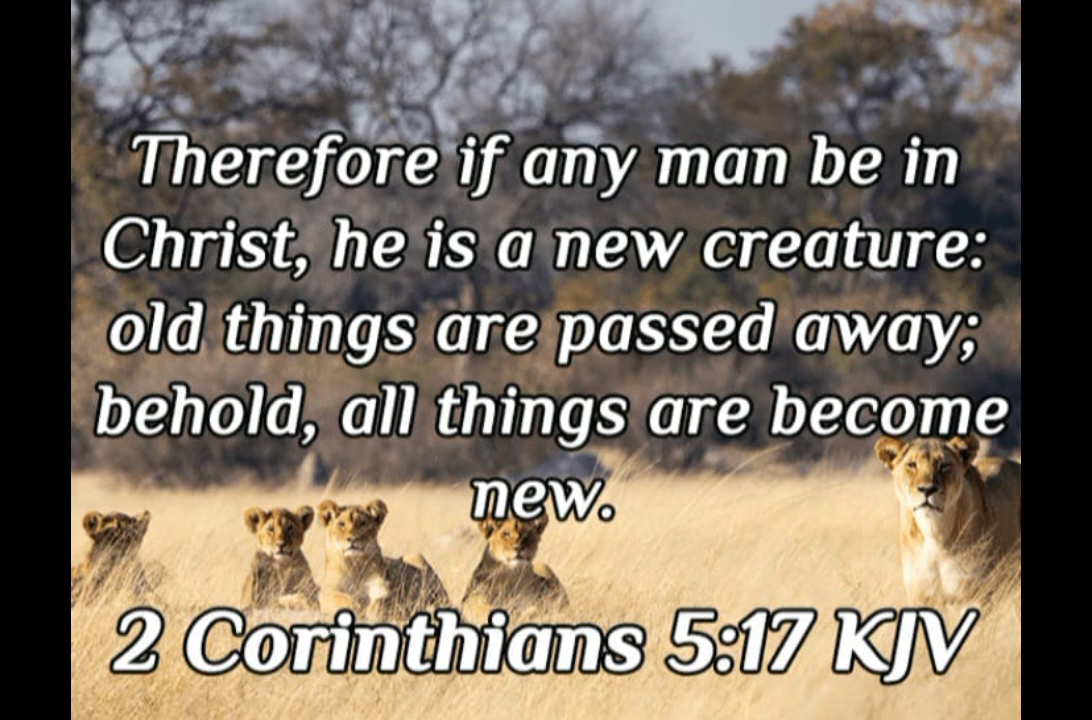 Therefore if any man be in
Christ, he is a new creature:
old things are passed away;
behold, all things are become
new.
2 Corinthians 5:17 KJV